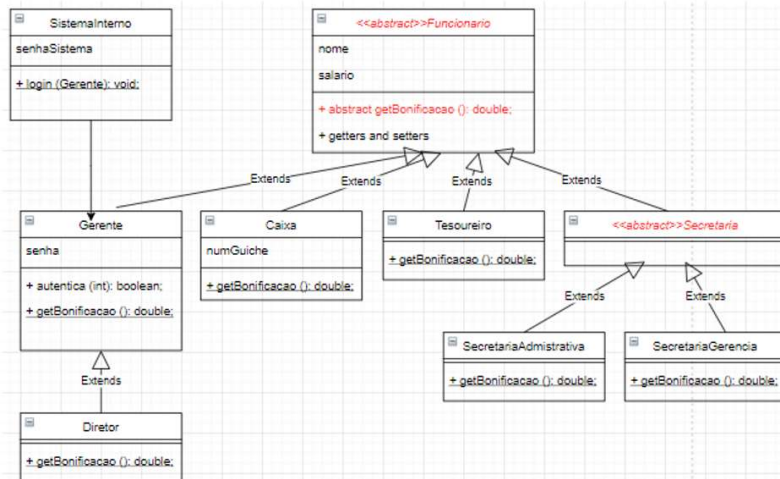 SistemaInterno
senhaSistema
+ login (Gerente): void;
<<abstract>>Funcionario
nome
salario
+ abstract getBonificacao (): double;
+ getters and setters
Extends
Extends
Extends
Extends
Gerente
senha
+ autentica (int): boolean;
+ getBonificacao (): double;
Caixa
numGuiche
+ getBonificacao (): double;
Tesoureiro
+ getBonificacao (): double;
<<abstract>>Secretaria
Extends
Extends
SecretariaAdmistrativa
+ getBonificacao (): double;
SecretariaGerencia
+ getBonificacao (): double;
Extends
Diretor
+ getBonificacao (): double;